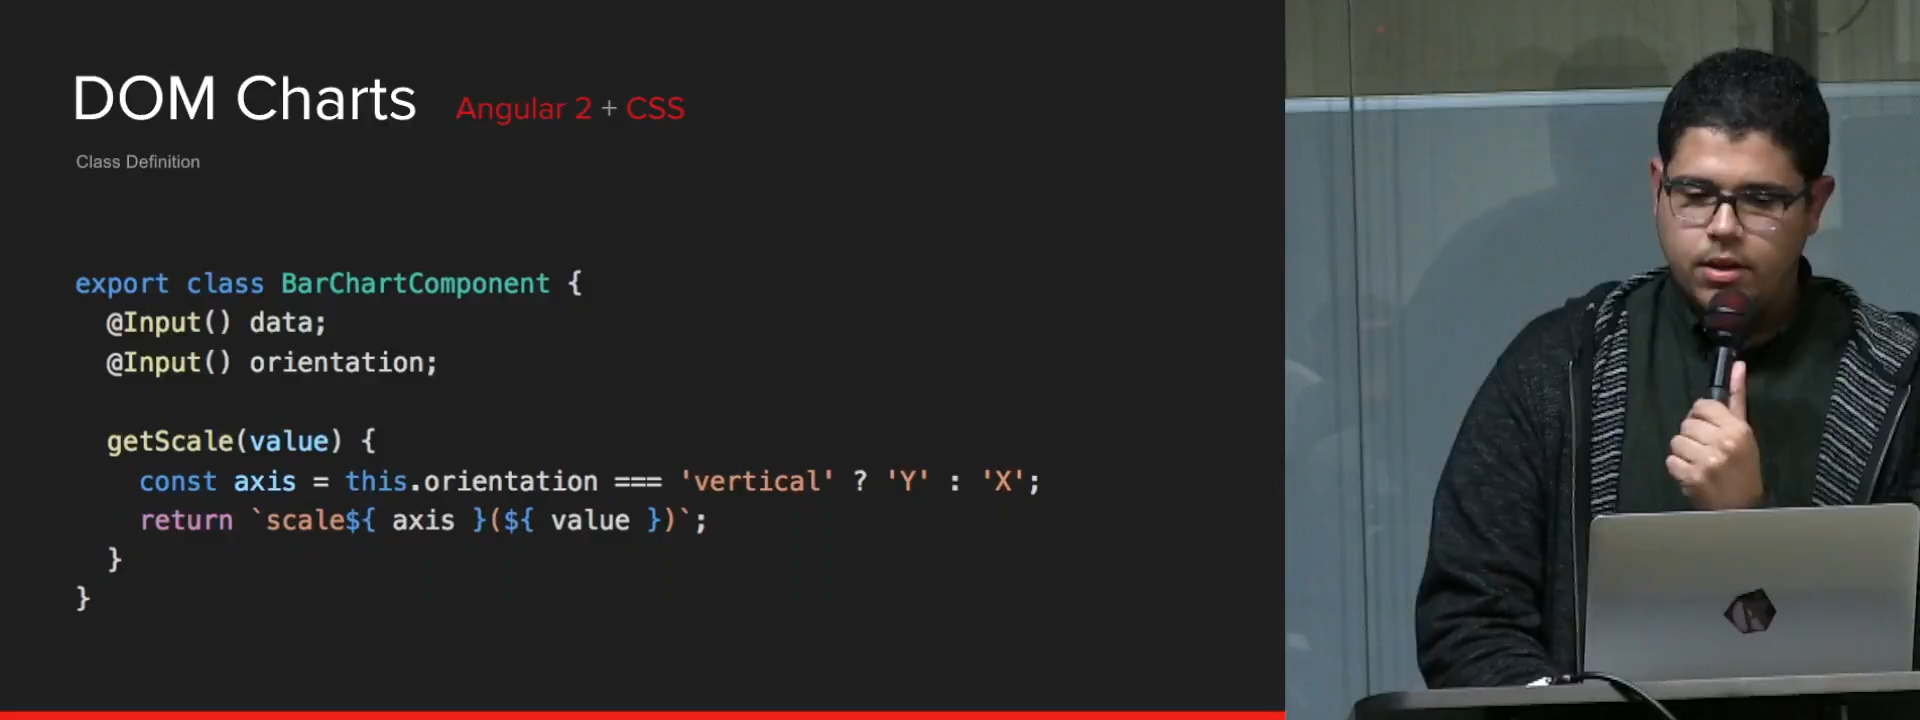 DOM Charts Angular 2 + CSS
Class Definition
export class BarChartComponent {
@Input() data;
@Input() orientation;
getScale(value) {
const axis = this.orientation === 'vertical' ? 'Y' : 'X';
return `scale${ axis }(${ value })`;
}
}